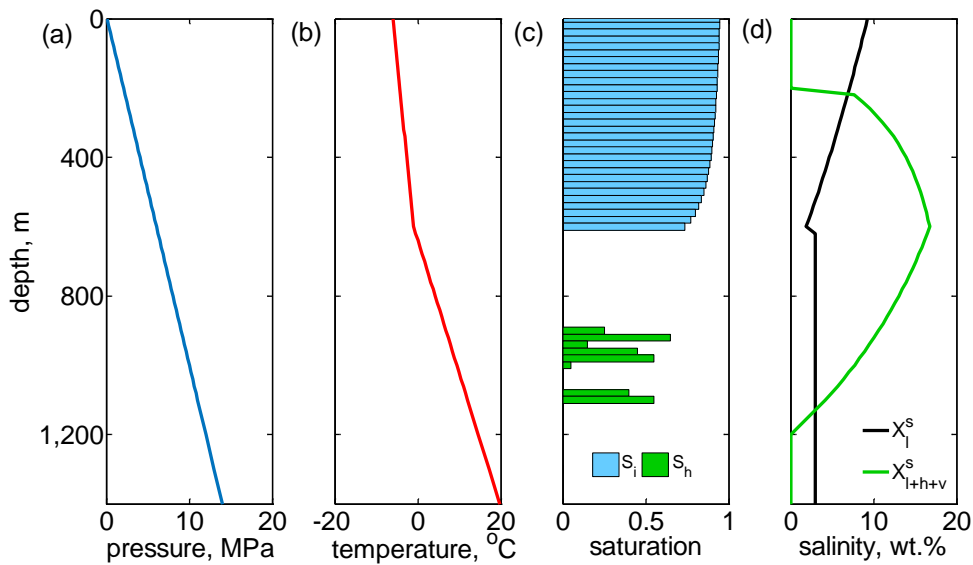 (a) (b) (c) (d)
0
400
800
1,200
depth, m
0 10 20
pressure, MPa
-20 0 20
temperature, °C
0 0.5 1
saturation
S_i S_h
0 10 20
salinity, wt.%
X_l^s
X_{l+h+v}^s